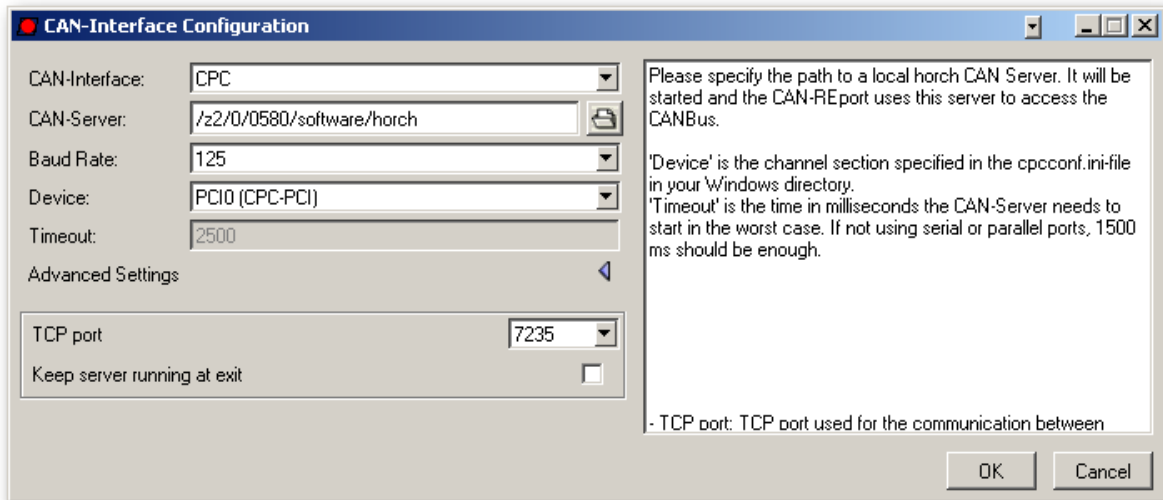 CAN-Interface Configuration
CAN-Interface:
CPC
CAN-Server:
/z2/0/0580/software/horch
Baud Rate:
125
Device:
PCI0 (CPC-PCI)
Timeout:
2500
Advanced Settings
TCP port
7235
Keep server running at exit
Please specify the path to a local horch CAN Server. It will be
started and the CAN-REport uses this server to access the
CANBus.
'Device' is the channel section specified in the cpcconf.ini-file
in your Windows directory.
'Timeout' is the time in milliseconds the CAN-Server needs to
start in the worst case. If not using serial or parallel ports, 1500
ms should be enough.
- TCP port: TCP port used for the communication between
OK
Cancel